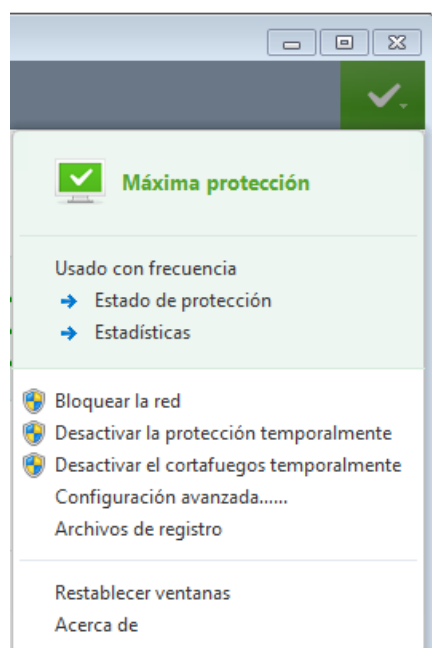 Máxima protección
Usado con frecuencia
Estado de protección
Estadísticas
Bloquear la red
Desactivar la protección temporalmente
Desactivar el cortafuegos temporalmente
Configuración avanzada......
Archivos de registro
Restablecer ventanas
Acerca de